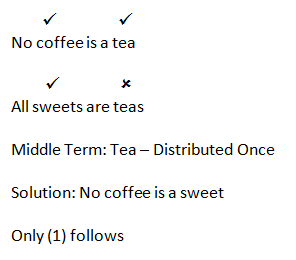 ✓ ✓
No coffee is a tea
✓ ✗
All sweets are teas
Middle Term: Tea – Distributed Once
Solution: No coffee is a sweet
Only (1) follows